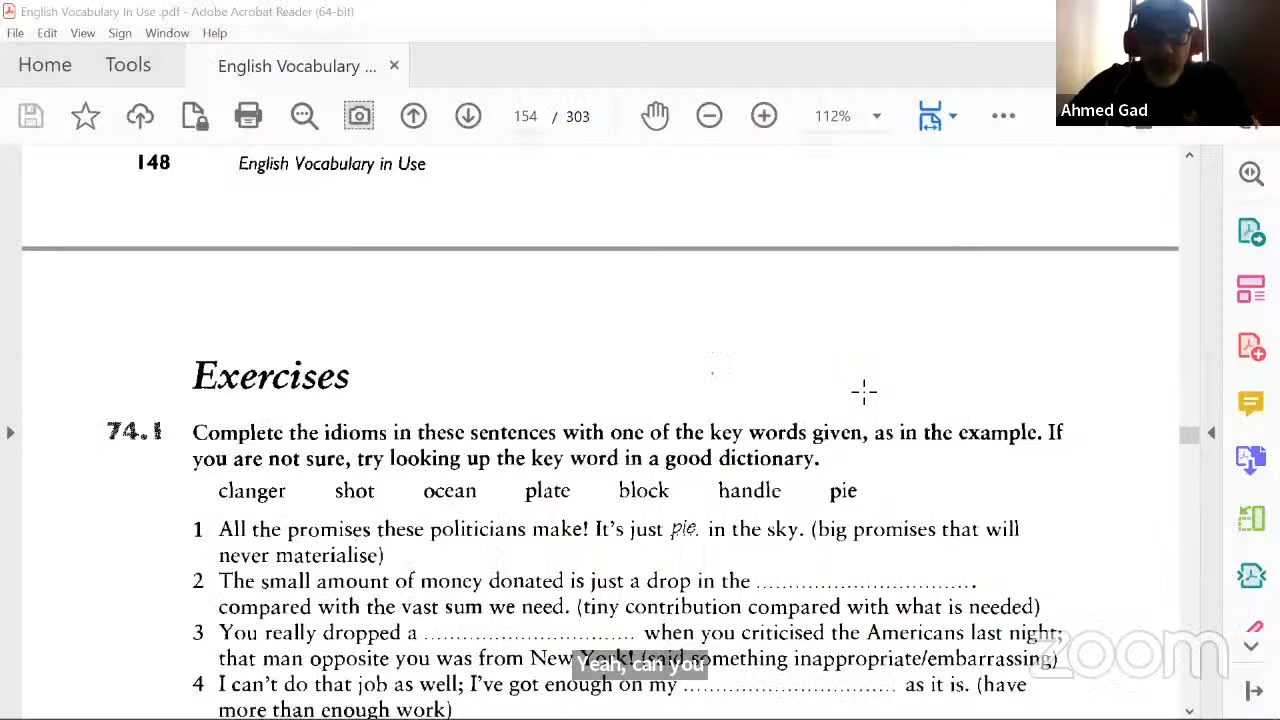 English Vocabulary In Use .pdf - Adobe Acrobat Reader (64-bit)
File Edit View Sign Window Help
Home Tools English Vocabulary ... ×
154 / 303 112%
Ahmed Gad
148 English Vocabulary in Use
Exercises
74.1 Complete the idioms in these sentences with one of the key words given, as in the example. If
you are not sure, try looking up the key word in a good dictionary.
clanger shot ocean plate block handle pie
1 All the promises these politicians make! It's just pie. in the sky. (big promises that will
never materialise)
2 The small amount of money donated is just a drop in the ................................
compared with the vast sum we need. (tiny contribution compared with what is needed)
3 You really dropped a ............................... when you criticised the Americans last night;
that man opposite you was from New York! (said something inappropriate/embarrassing)
Yeah, can you
zoom
4 I can't do that job as well; I've got enough on my ............................... as it is. (have
more than enough work)